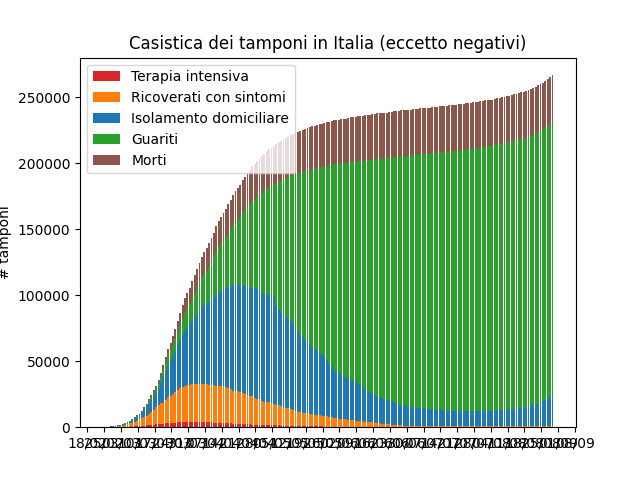 Casistica dei tamponi in Italia (eccetto negativi)
Terapia intensiva
Ricoverati con sintomi
Isolamento domiciliare
Guariti
Morti
# tamponi
250000
200000
150000
100000
50000
0